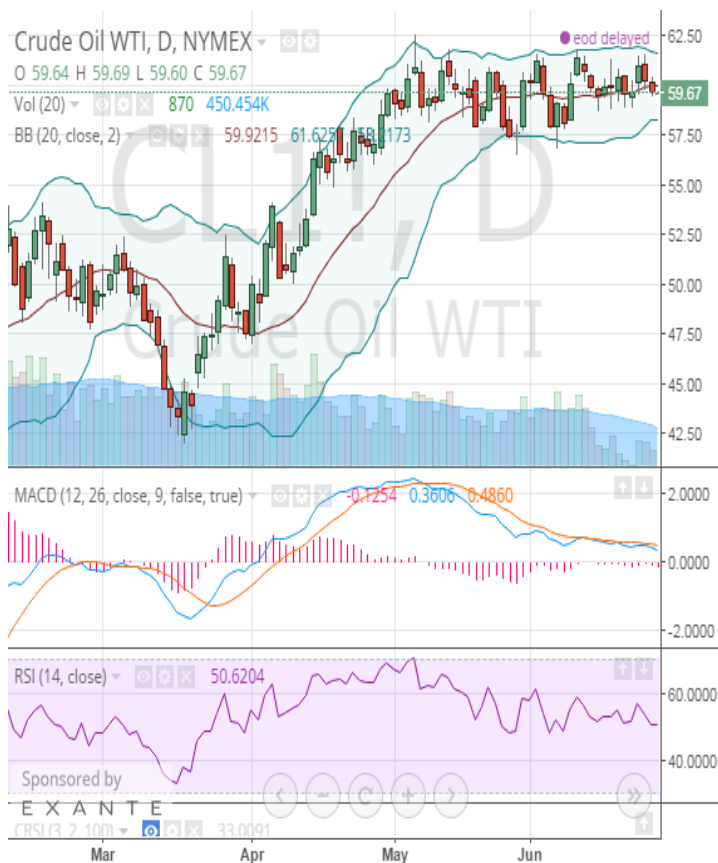 Crude Oil WTI, D, NYMEX
eod delayed
O 59.64 H 59.69 L 59.60 C 59.67
Vol (20) 870 450.454K
BB (20, close, 2) 59.9215
CL1!, D
Crude Oil WTI
62.50
59.67
57.50
55.00
52.50
50.00
47.50
45.00
42.50
MACD (12, 26, close, 9, false, true) -0.1254 0.3606 0.4860
2.0000
0.0000
-2.0000
RSI (14, close) 50.6204
60.0000
40.0000
Sponsored by
EXANTE
CRSI (3, 2, 100) 33.0091
Mar Apr May Jun